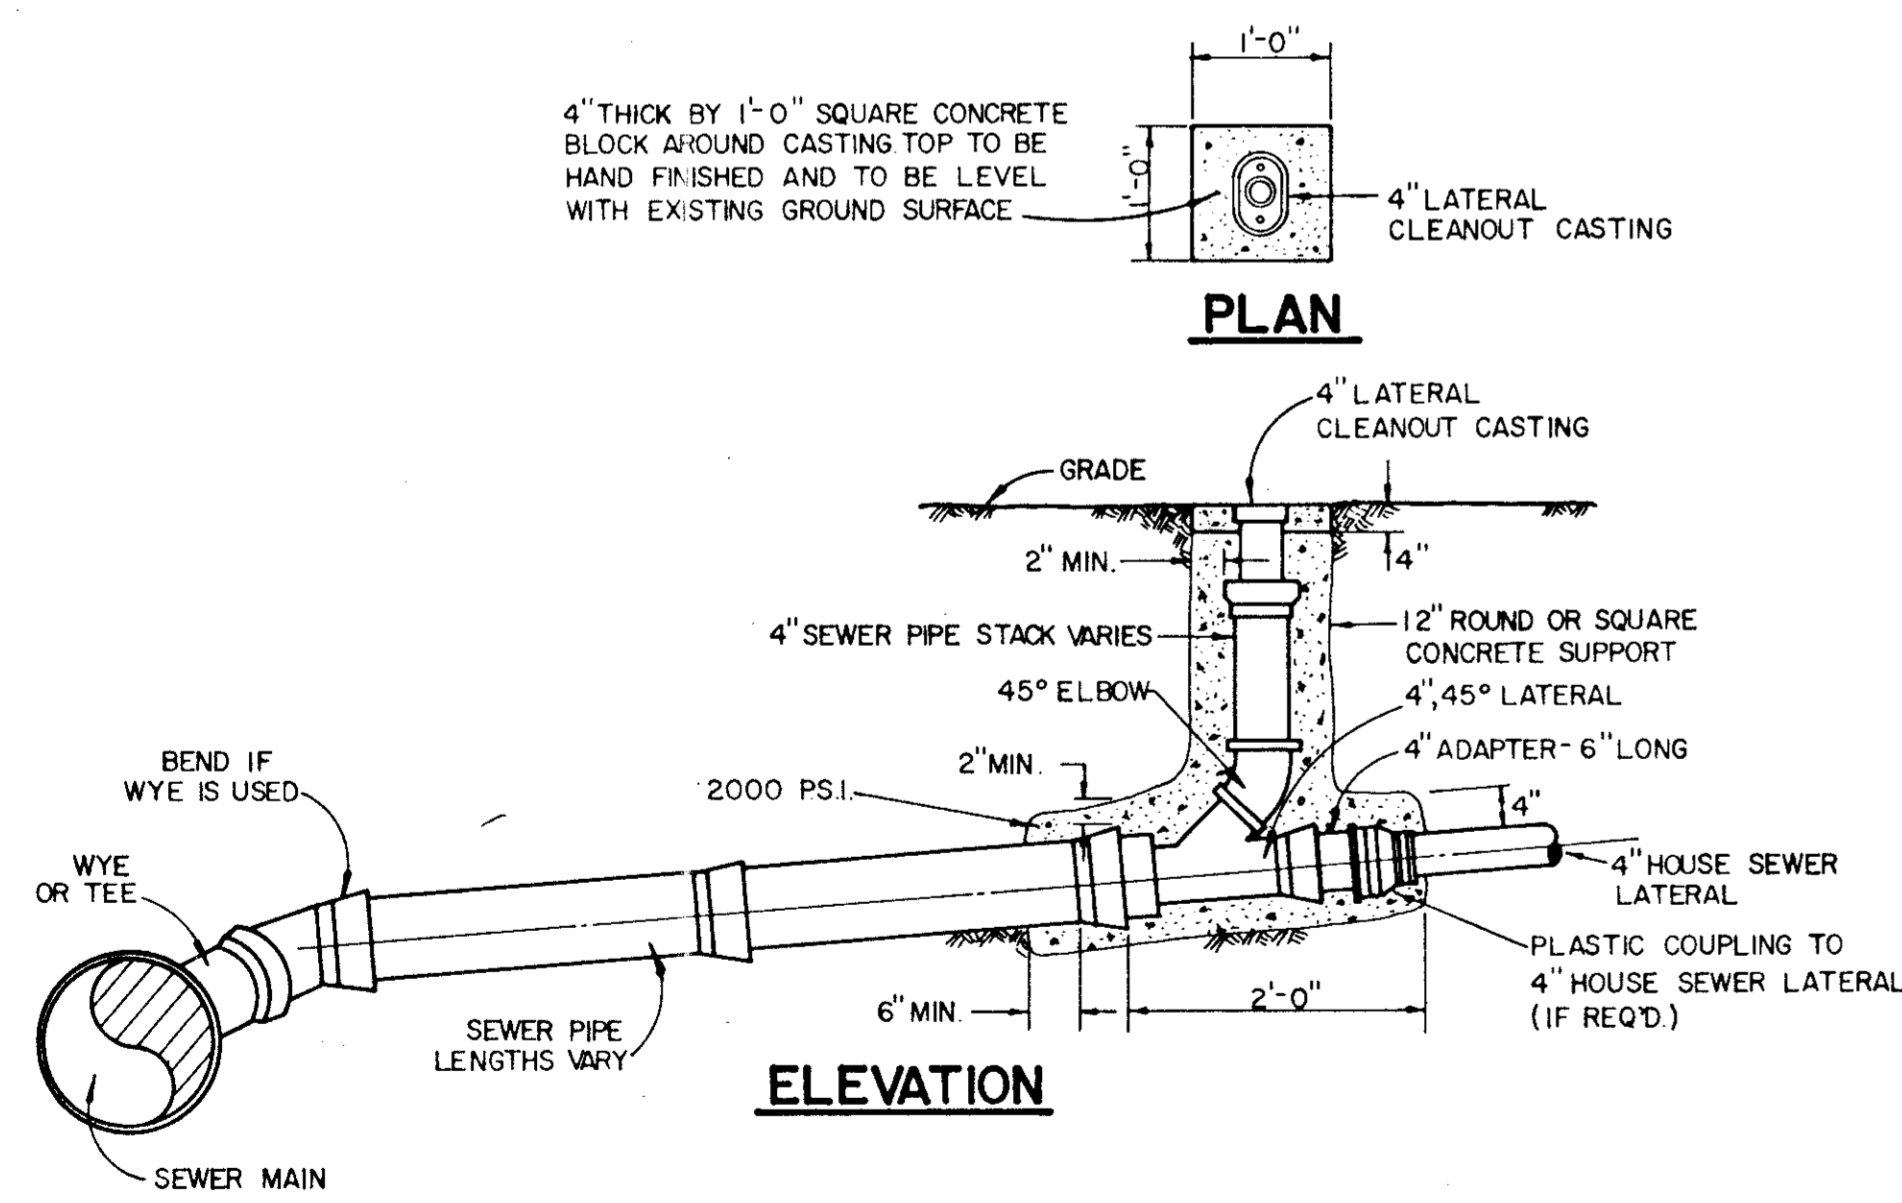 1'-0"
4" THICK BY 1'-0" SQUARE CONCRETE
BLOCK AROUND CASTING TOP TO BE
HAND FINISHED AND TO BE LEVEL
WITH EXISTING GROUND SURFACE
1'-0"
4" LATERAL
CLEANOUT CASTING
PLAN
4" LATERAL
CLEANOUT CASTING
GRADE
2" MIN.
4"
4" SEWER PIPE STACK VARIES
12" ROUND OR SQUARE
CONCRETE SUPPORT
45° ELBOW
4", 45° LATERAL
4" ADAPTER - 6" LONG
BEND IF
WYE IS USED
2" MIN.
2000 P.S.I.
4"
WYE
OR TEE
4" HOUSE SEWER
LATERAL
PLASTIC COUPLING TO
4" HOUSE SEWER LATERAL
(IF REQ'D.)
6" MIN.
2'-0"
SEWER PIPE
LENGTHS VARY
ELEVATION
SEWER MAIN